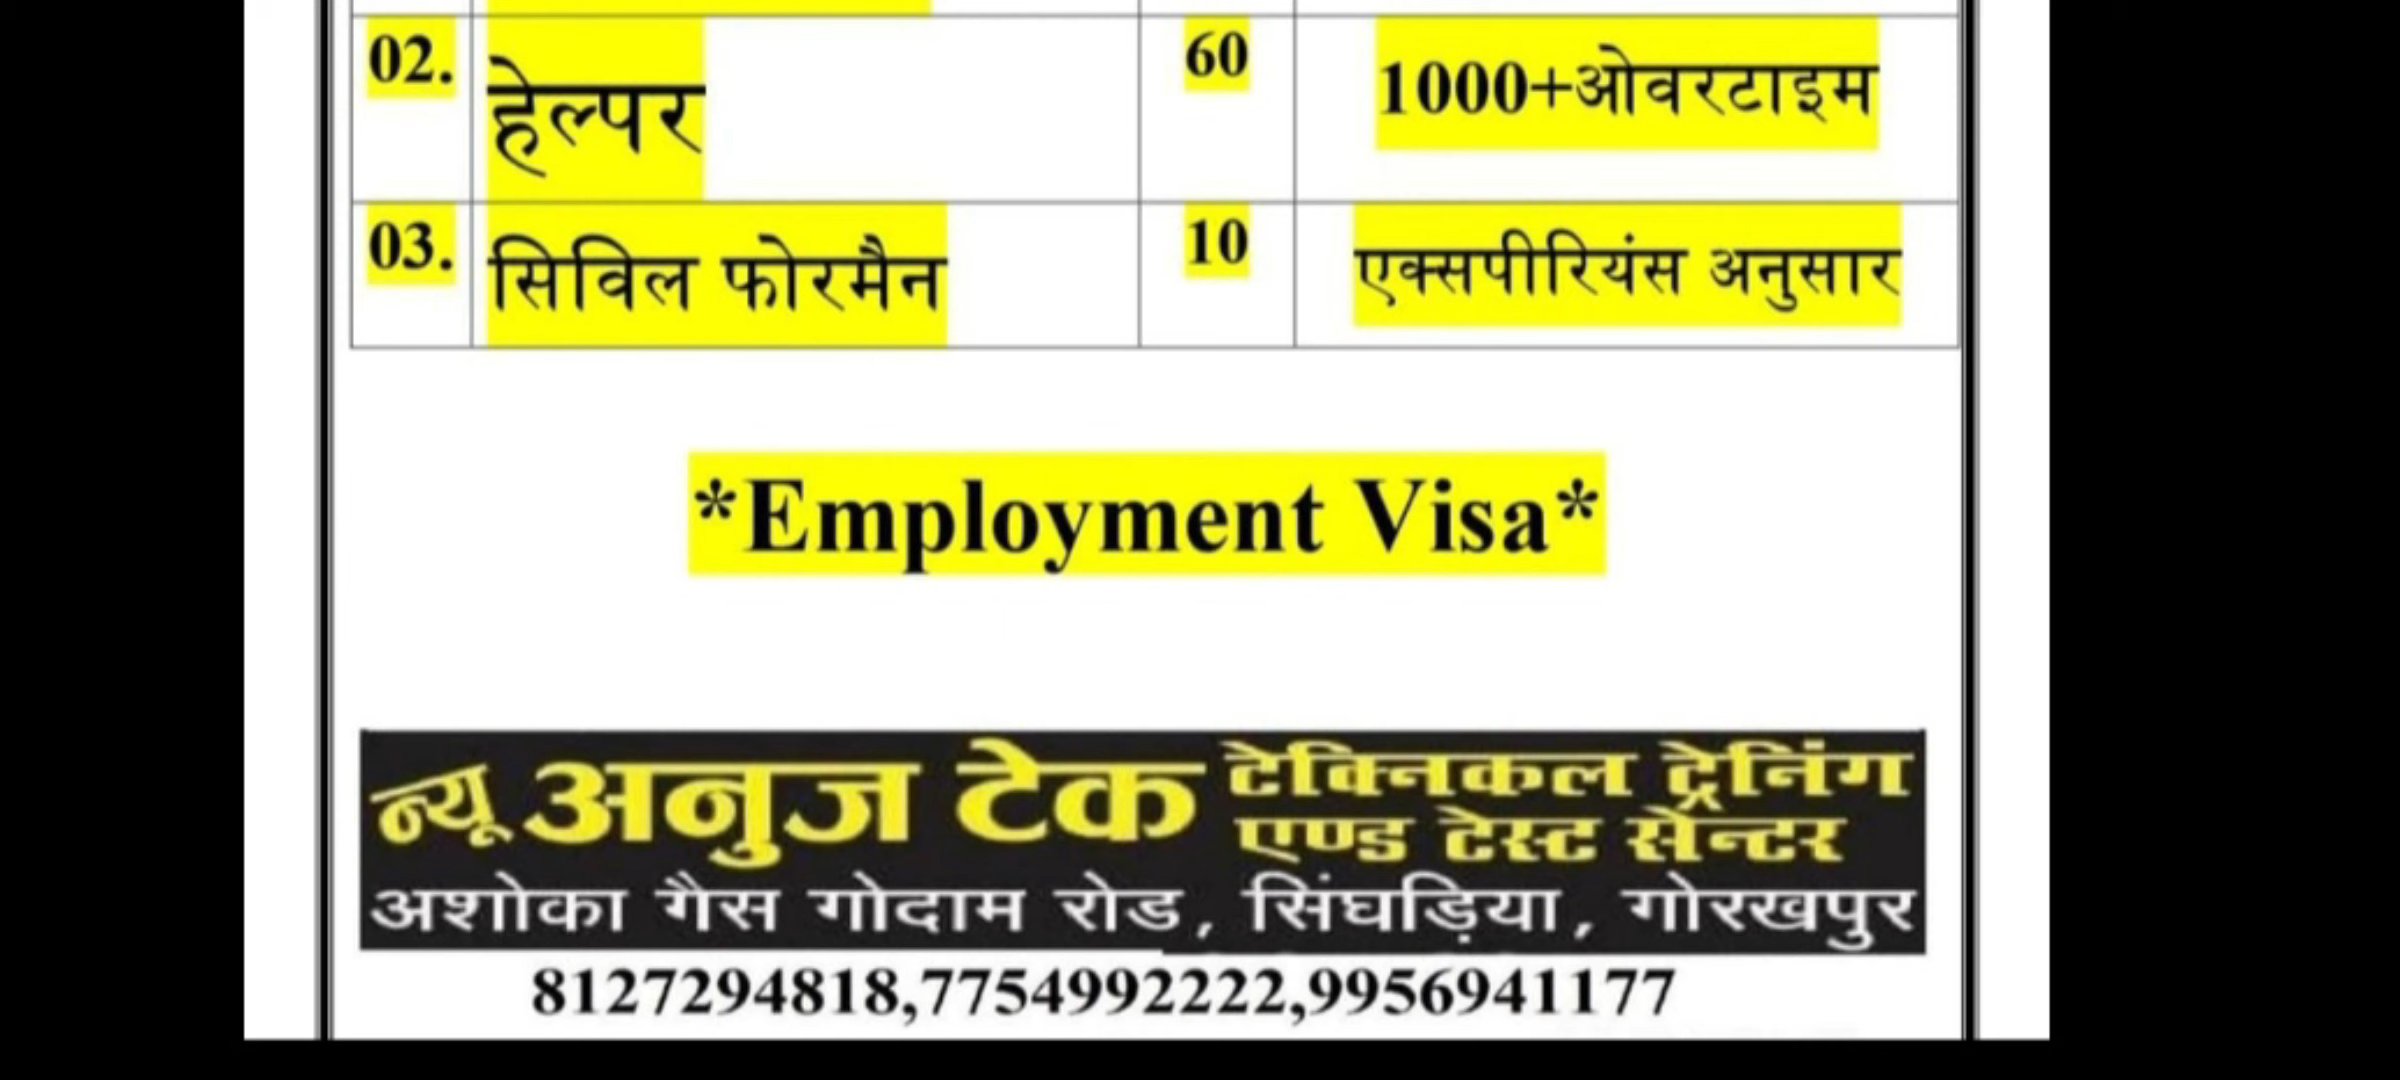 02. हेल्पर 60 1000+ओवरटाइम
03. सिविल फोरमैन 10 एक्सपीरियंस अनुसार
*Employment Visa*
न्यू अनुज टेक टेक्निकल ट्रेनिंग
एण्ड टेस्ट सेन्टर
अशोका गैस गोदाम रोड, सिंघड़िया, गोरखपुर
8127294818,7754992222,9956941177